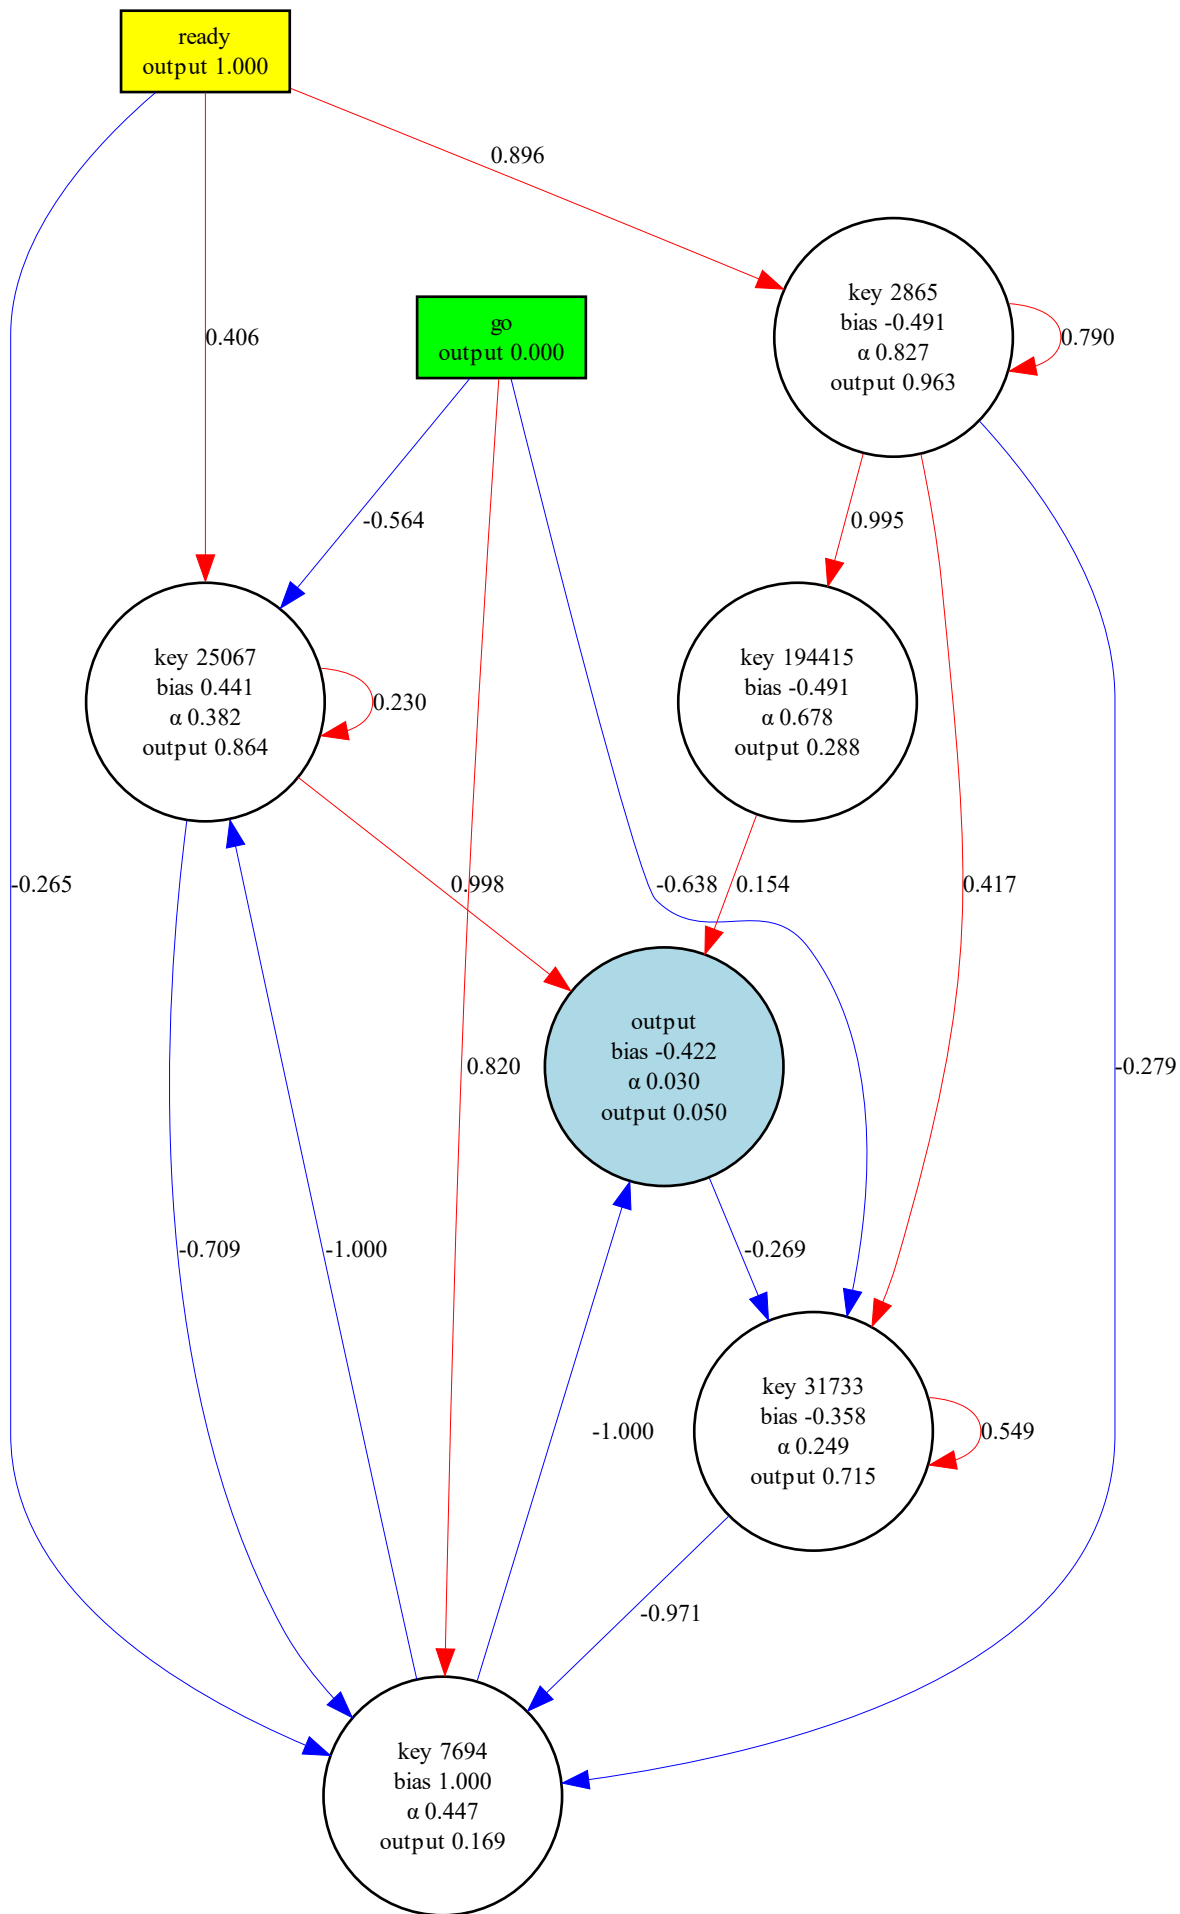 ready
output 1.000
0.896
key 2865
bias -0.491
α 0.827
output 0.963
0.790
go
output 0.000
0.406
-0.564
0.995
key 25067
bias 0.441
α 0.382
output 0.864
0.230
key 194415
bias -0.491
α 0.678
output 0.288
-0.265
0.998
-0.638
0.154
0.417
output
bias -0.422
α 0.030
output 0.050
0.820
-0.279
-0.709
-1.000
-0.269
key 31733
bias -0.358
α 0.249
output 0.715
0.549
-1.000
-0.971
key 7694
bias 1.000
α 0.447
output 0.169